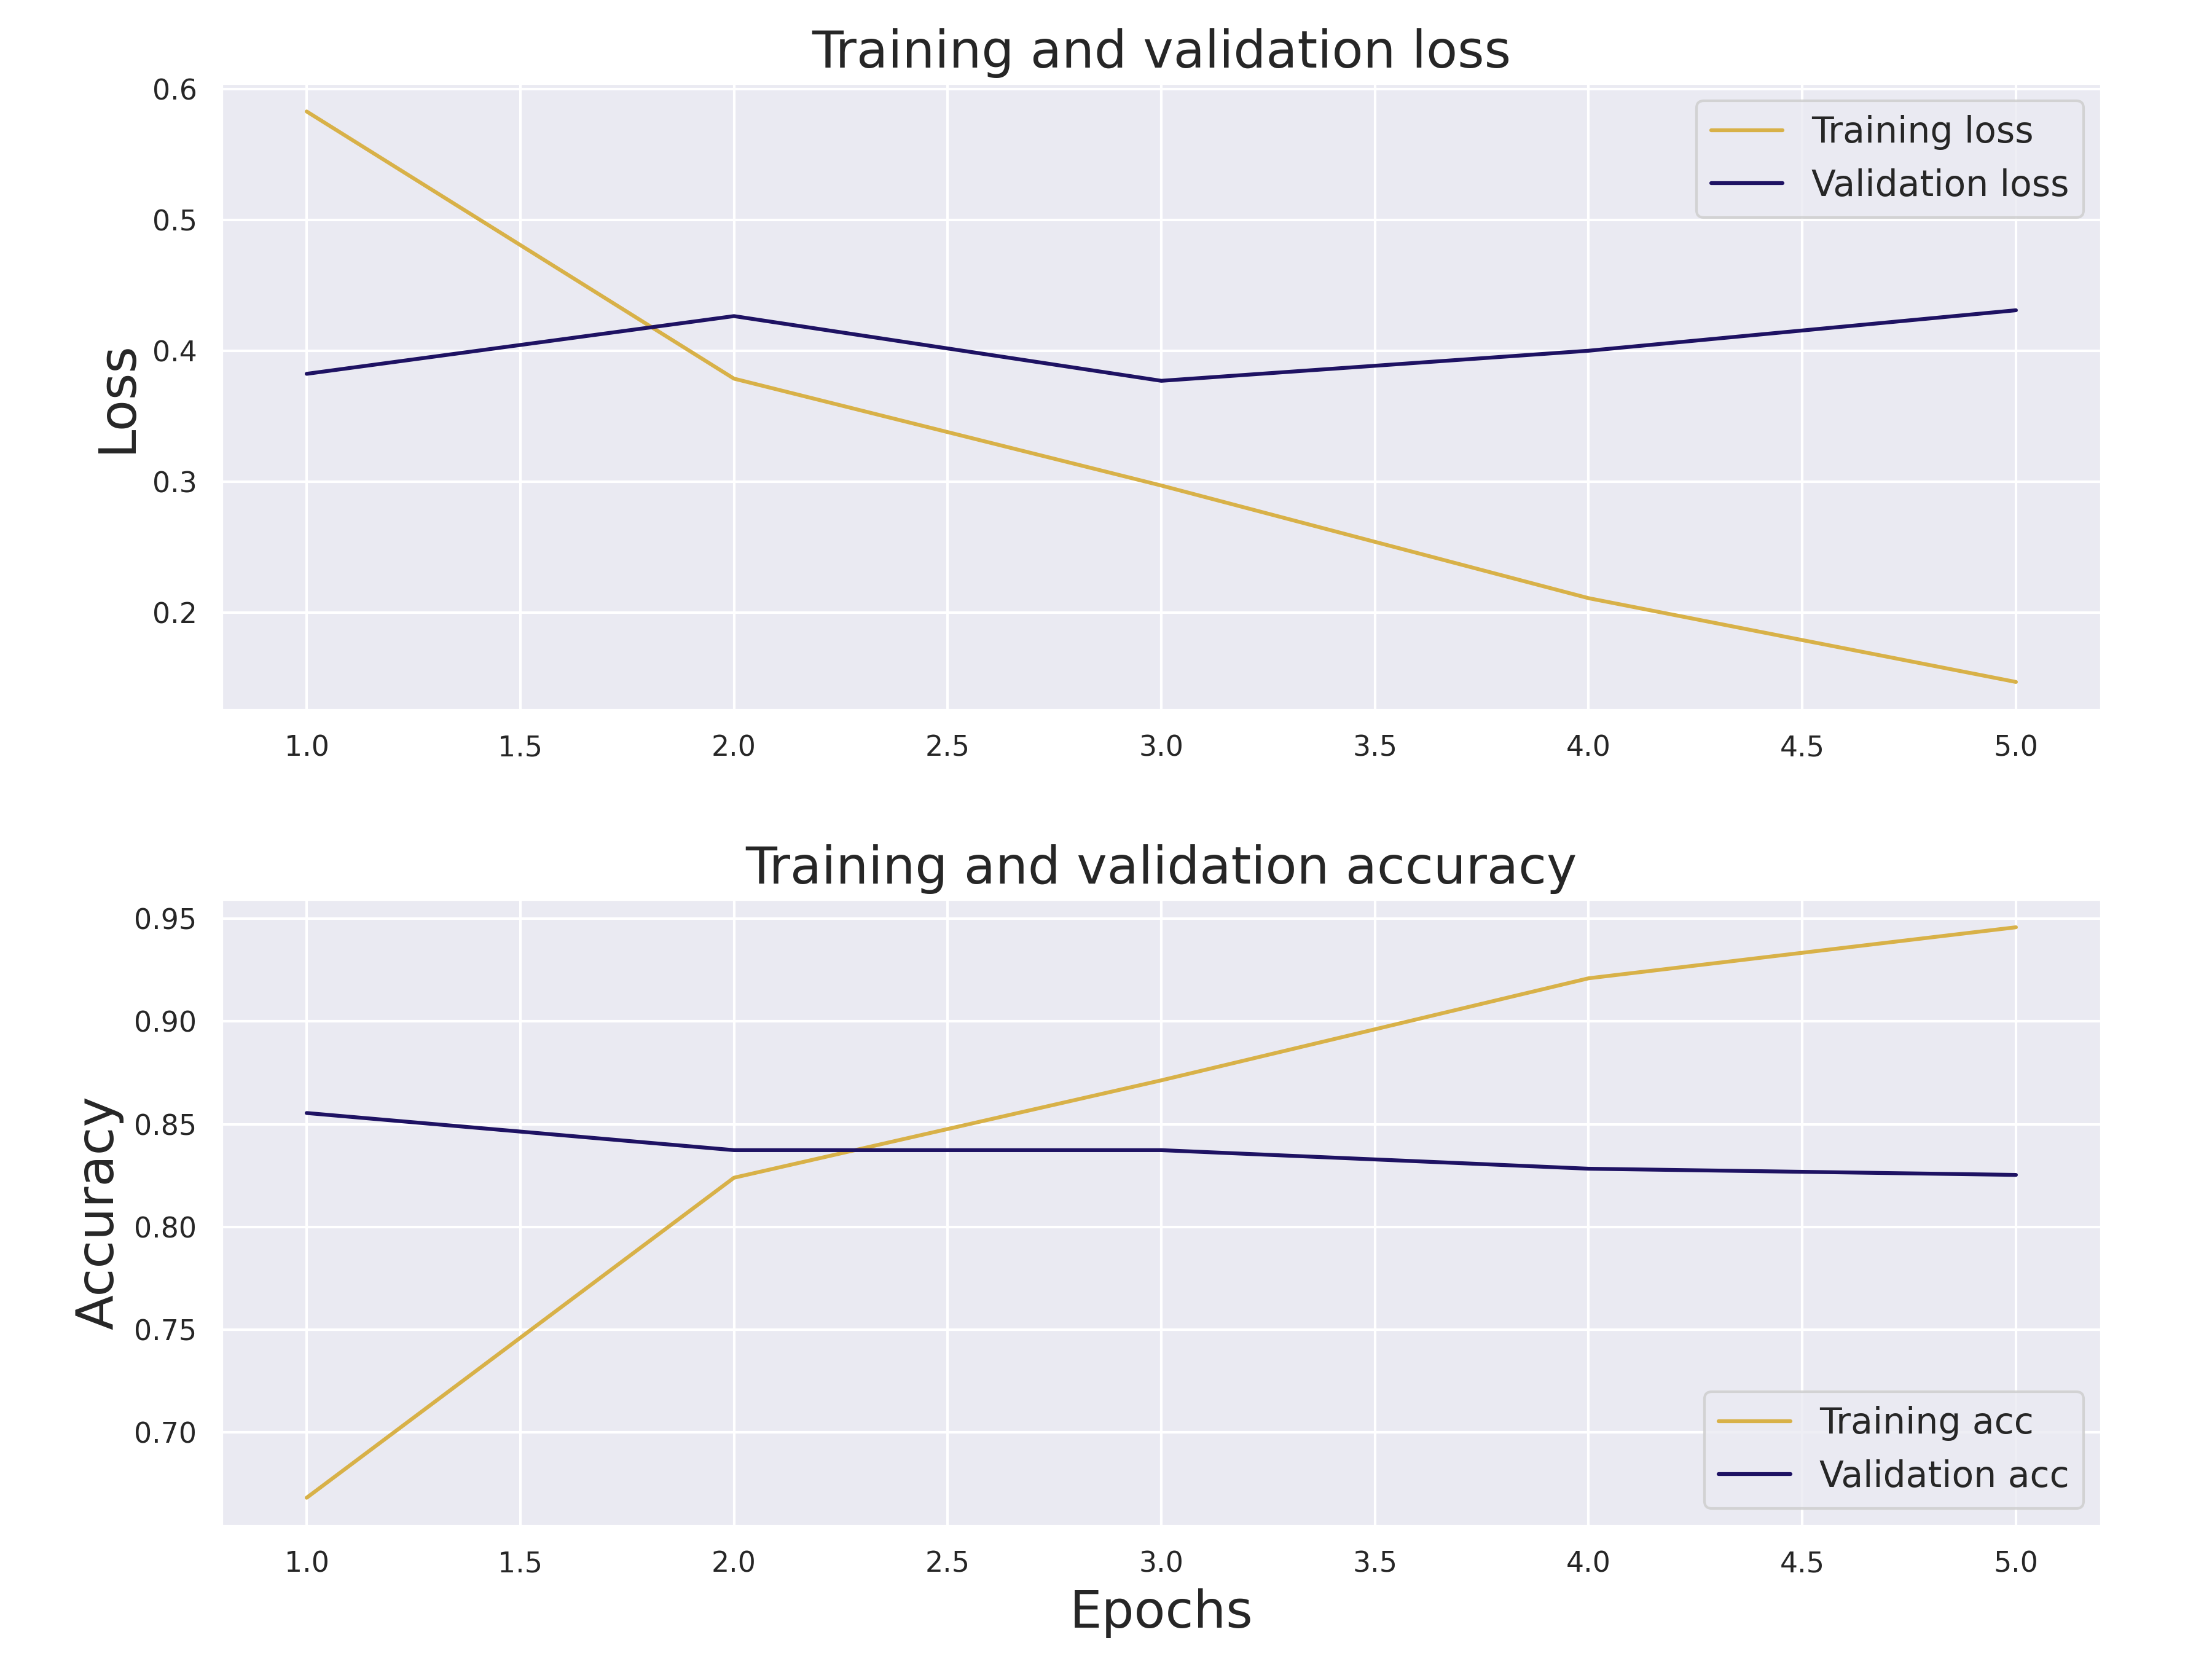 Training and validation loss
0.6
0.5
0.4
0.3
0.2
Loss
Training loss
Validation loss
1.0 1.5 2.0 2.5 3.0 3.5 4.0 4.5 5.0
Training and validation accuracy
0.95
0.90
0.85
0.80
0.75
0.70
Accuracy
Training acc
Validation acc
1.0 1.5 2.0 2.5 3.0 3.5 4.0 4.5 5.0
Epochs